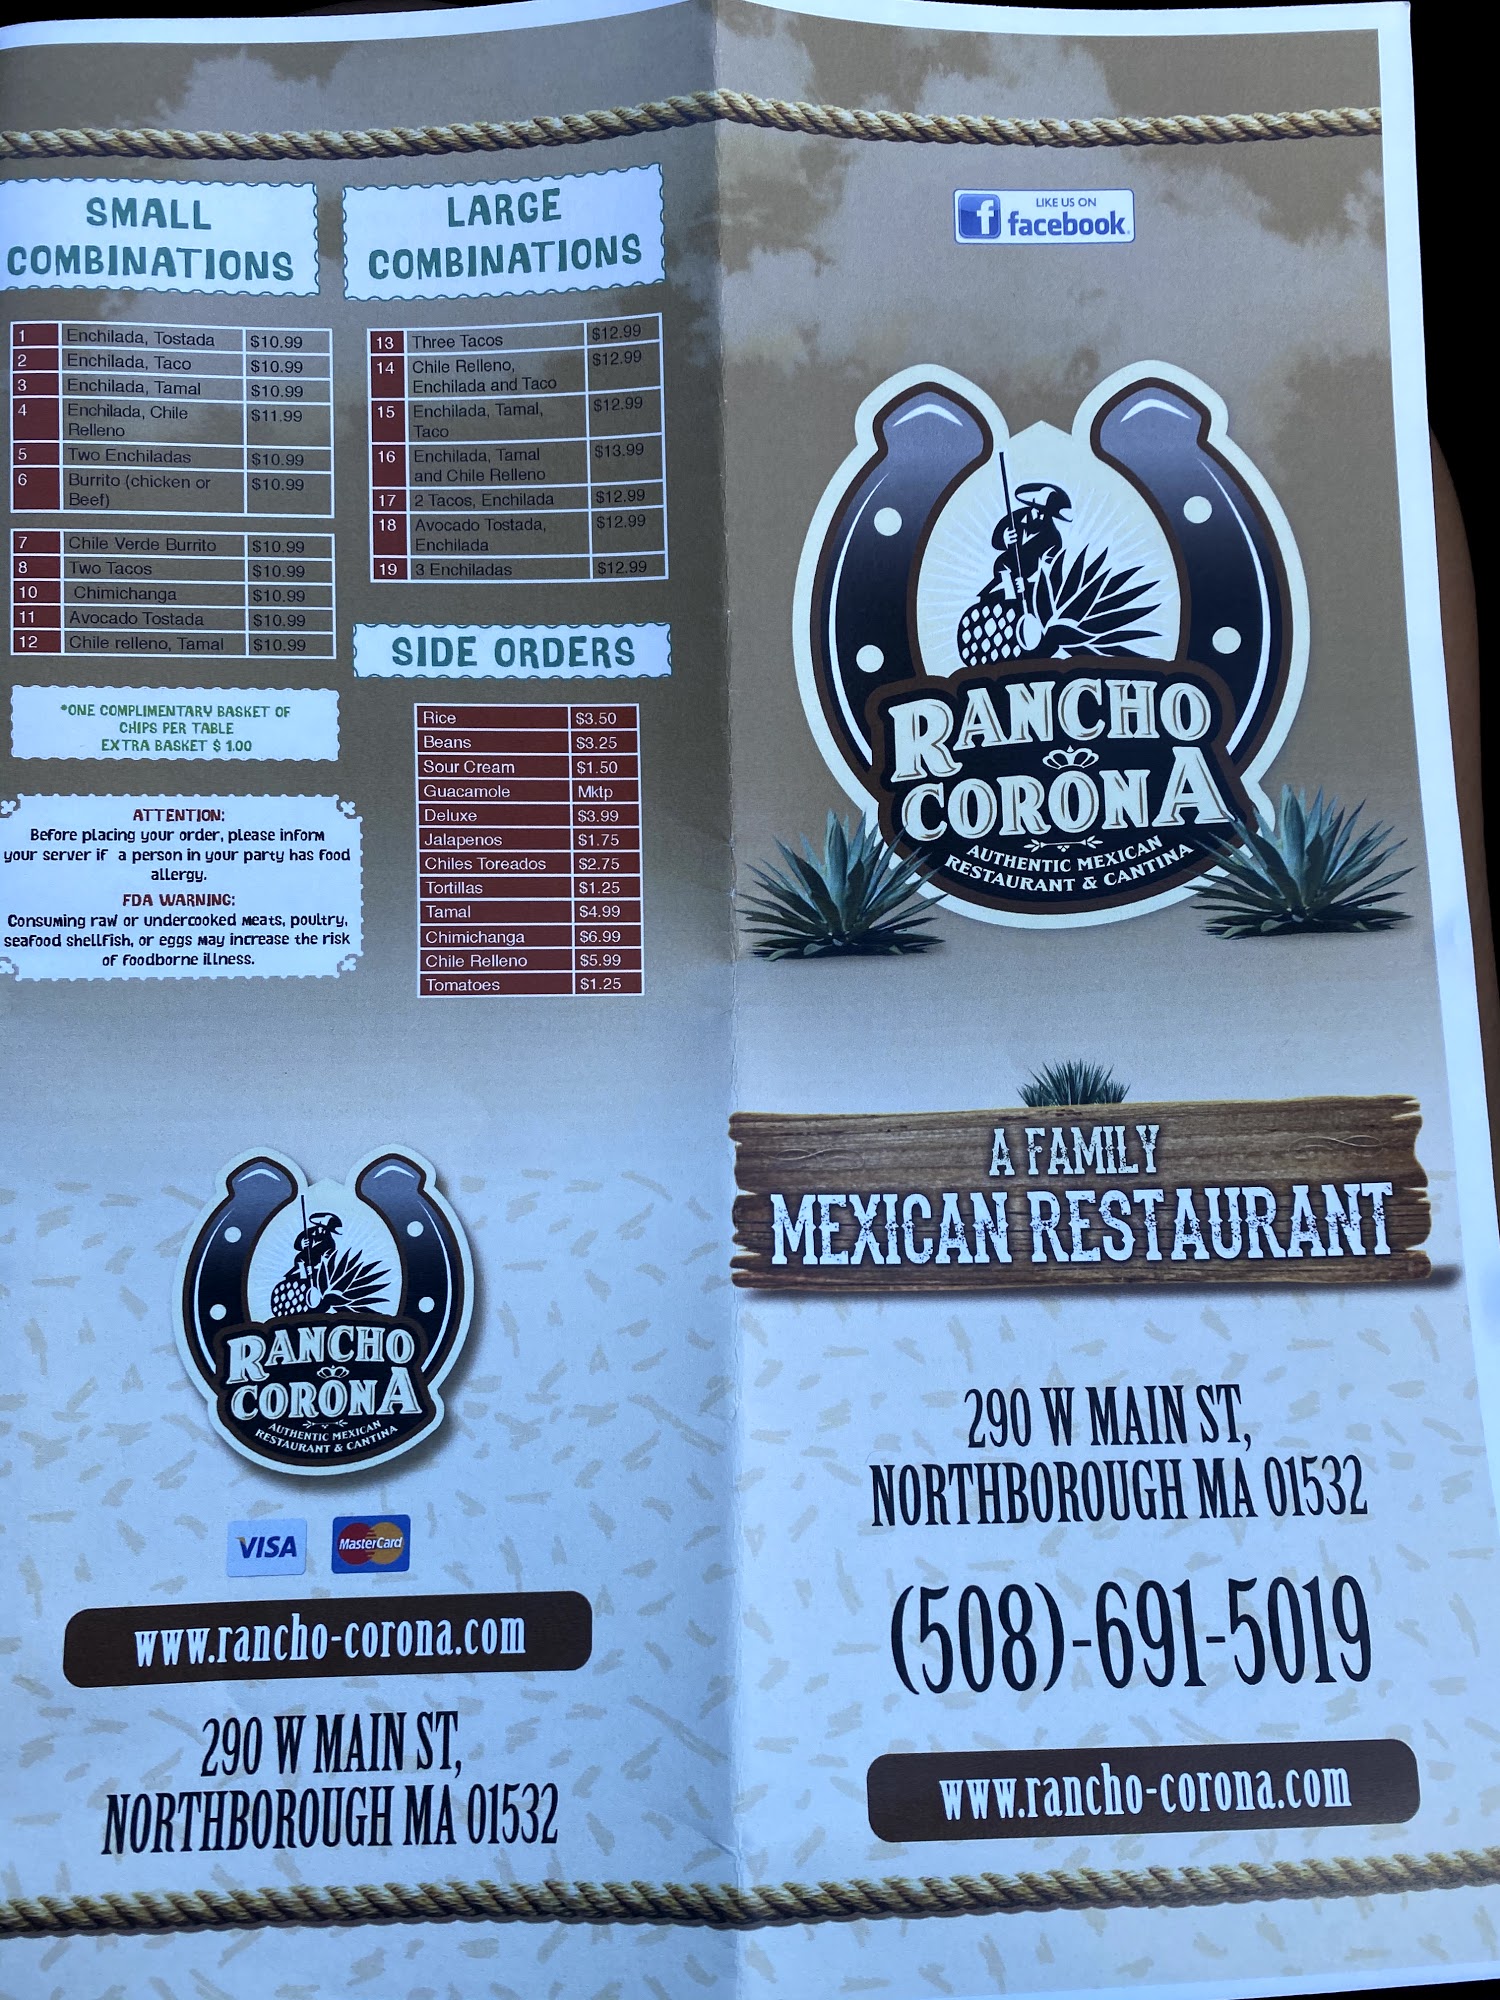 SMALL
COMBINATIONS
1 Enchilada, Tostada $10.99
2 Enchilada, Taco $10.99
3 Enchilada, Tamal $10.99
4 Enchilada, Chile $11.99
Relleno
5 Two Enchiladas $10.99
6 Burrito (chicken or $10.99
Beef)
7 Chile Verde Burrito $10.99
8 Two Tacos $10.99
10 Chimichanga $10.99
11 Avocado Tostada $10.99
12 Chile relleno, Tamal $10.99
*ONE COMPLIMENTARY BASKET OF
CHIPS PER TABLE
EXTRA BASKET $ 1.00
ATTENTION:
Before placing your order, please inform
your server if a person in your party has food
allergy.
FDA WARNING:
Consuming raw or undercooked meats, poultry,
seafood shellfish, or eggs may increase the risk
of foodborne illness.
LARGE
COMBINATIONS
13 Three Tacos $12.99
14 Chile Relleno, $12.99
Enchilada and Taco
15 Enchilada, Tamal, $12.99
Taco
16 Enchilada, Tamal $13.99
and Chile Relleno
17 2 Tacos, Enchilada $12.99
18 Avocado Tostada, $12.99
Enchilada
19 3 Enchiladas $12.99
SIDE ORDERS
Rice $3.50
Beans $3.25
Sour Cream $1.50
Guacamole Mktp
Deluxe $3.99
Jalapenos $1.75
Chiles Toreados $2.75
Tortillas $1.25
Tamal $4.99
Chimichanga $6.99
Chile Relleno $5.99
Tomatoes $1.25
RANCHO
CORONA
AUTHENTIC MEXICAN
RESTAURANT & CANTINA
VISA MasterCard
www.rancho-corona.com
290 W MAIN ST,
NORTHBOROUGH MA 01532
LIKE US ON
f facebook
RANCHO
CORONA
AUTHENTIC MEXICAN
RESTAURANT & CANTINA
A FAMILY
MEXICAN RESTAURANT
290 W MAIN ST,
NORTHBOROUGH MA 01532
(508)-691-5019
www.rancho-corona.com